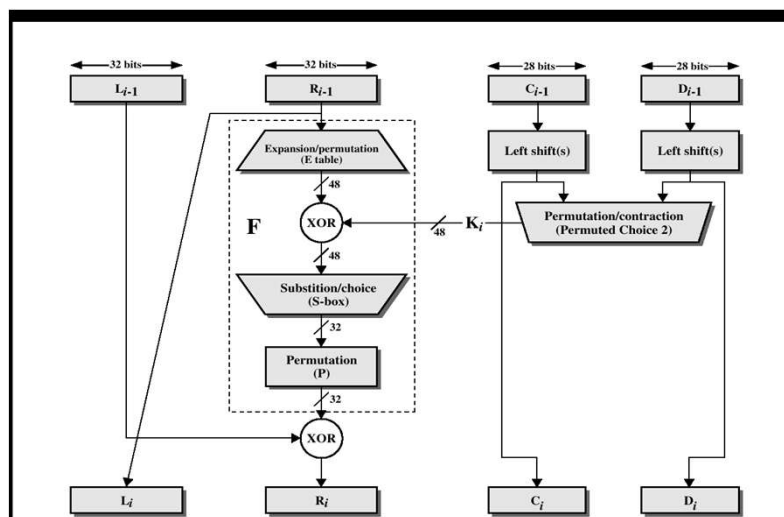 32 bits
32 bits
28 bits
28 bits
Li-1
Ri-1
Ci-1
Di-1
Expansion/permutation
(E table)
Left shift(s)
Left shift(s)
48
F
XOR
48
Ki
Permutation/contraction
(Permuted Choice 2)
48
Substition/choice
(S-box)
32
Permutation
(P)
32
XOR
Li
Ri
Ci
Di